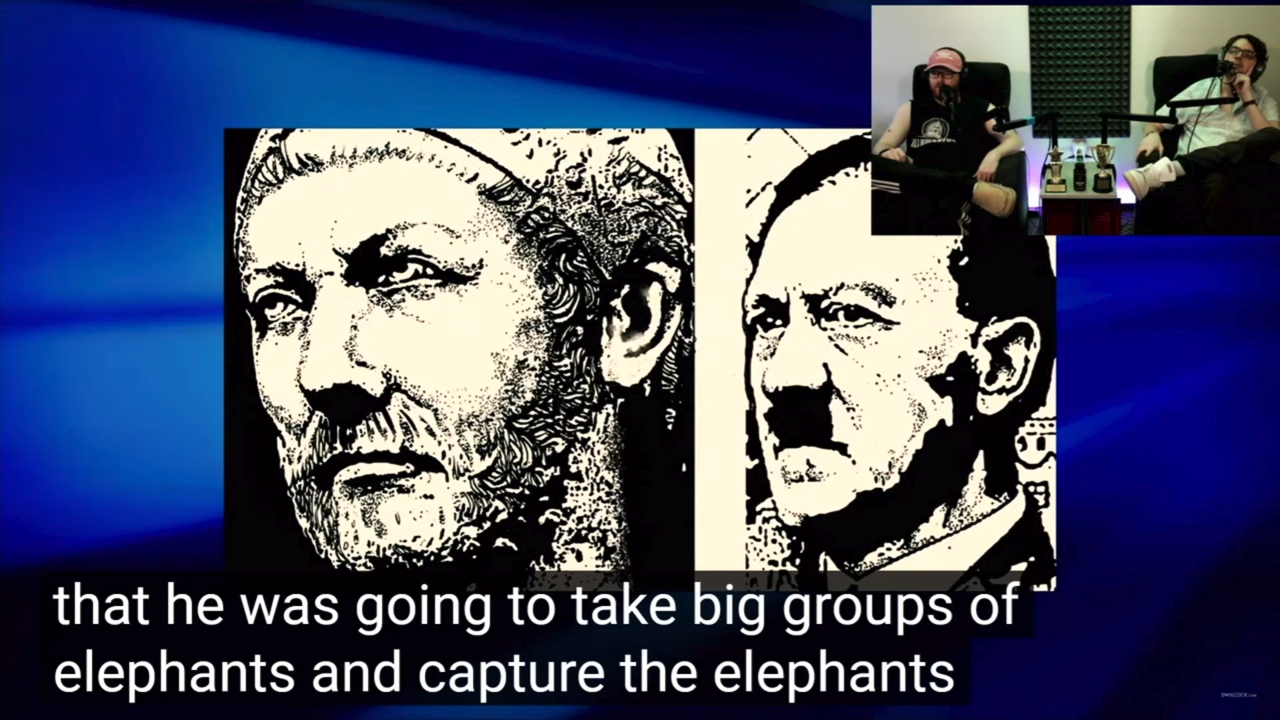 that he was going to take big groups of
elephants and capture the elephants